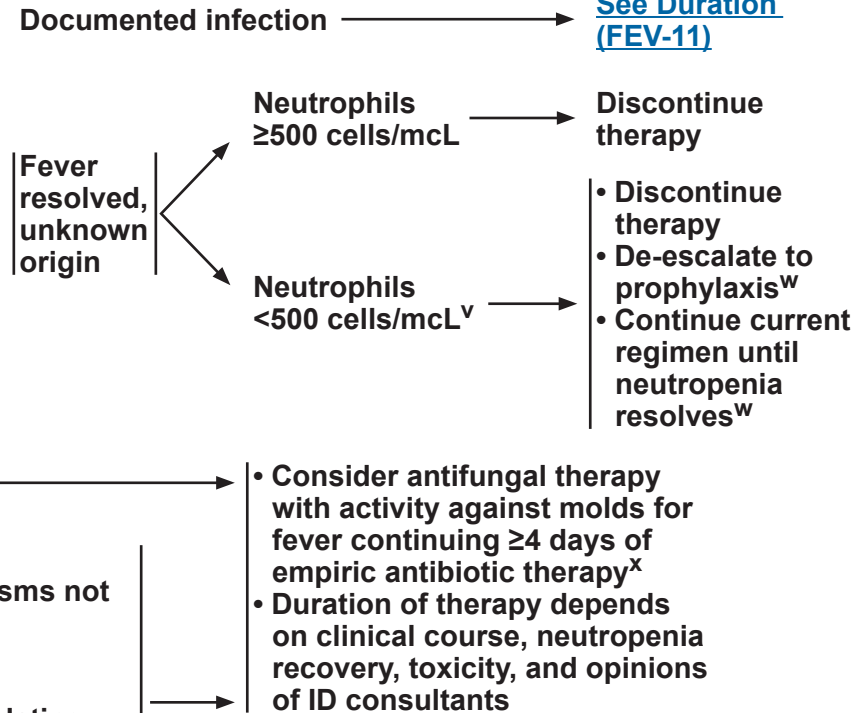 Documented infection
See Duration
(FEV-11)
Neutrophils
≥500 cells/mcL
Discontinue
therapy
Fever
resolved,
unknown
origin
Neutrophils
<500 cells/mcLᵛ
• Discontinue
therapy
• De-escalate to
prophylaxisʷ
• Continue current
regimen until
neutropenia
resolvesʷ
• Consider antifungal therapy
with activity against molds for
fever continuing ≥4 days of
empiric antibiotic therapyˣ
• Duration of therapy depends
on clinical course, neutropenia
recovery, toxicity, and opinions
of ID consultants
sms not